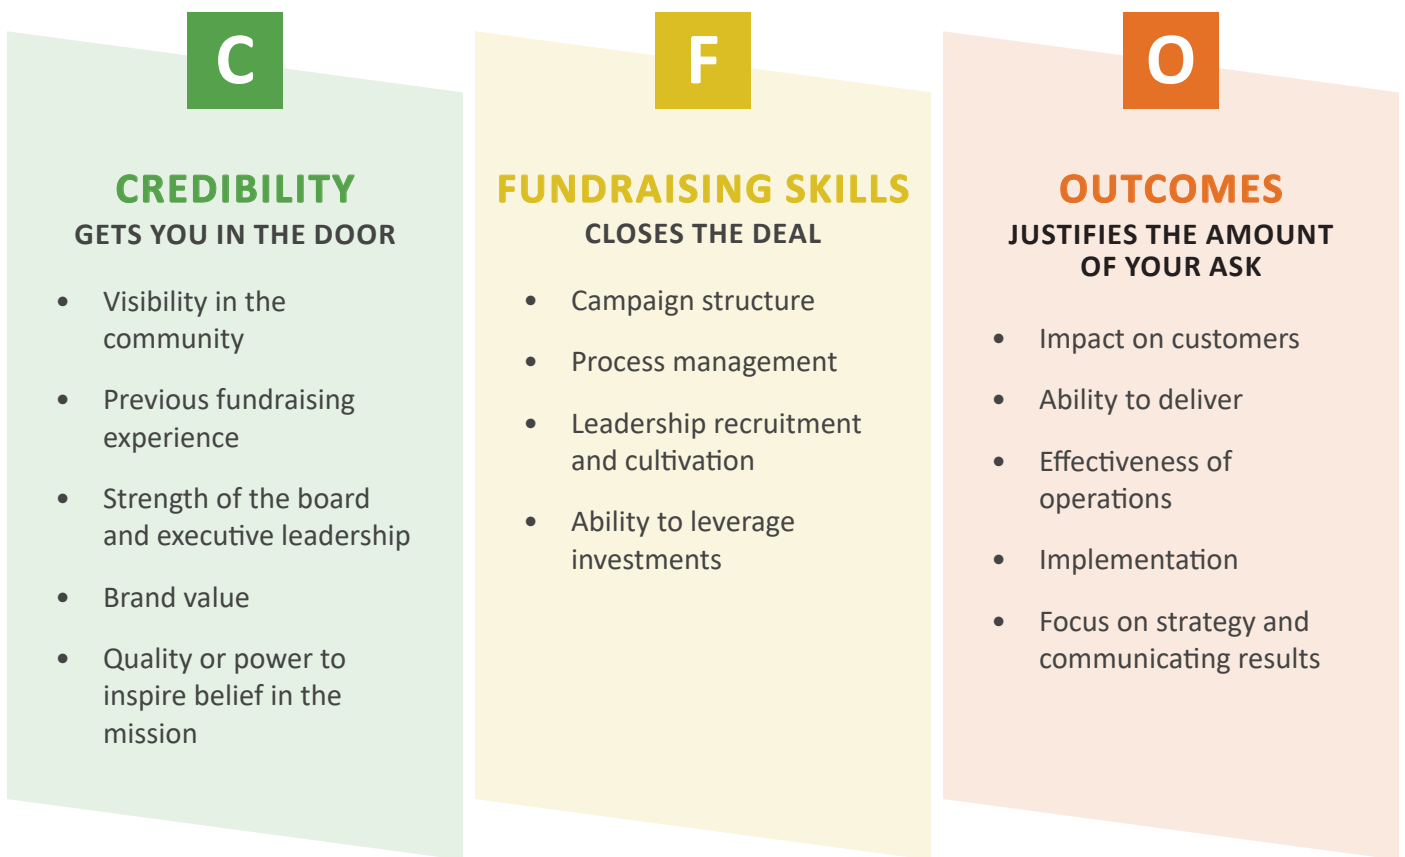 C
CREDIBILITY
GETS YOU IN THE DOOR
• Visibility in the
community
• Previous fundraising
experience
• Strength of the board
and executive leadership
• Brand value
• Quality or power to
inspire belief in the
mission
F
FUNDRAISING SKILLS
CLOSES THE DEAL
• Campaign structure
• Process management
• Leadership recruitment
and cultivation
• Ability to leverage
investments
O
OUTCOMES
JUSTIFIES THE AMOUNT
OF YOUR ASK
• Impact on customers
• Ability to deliver
• Effectiveness of
operations
• Implementation
• Focus on strategy and
communicating results